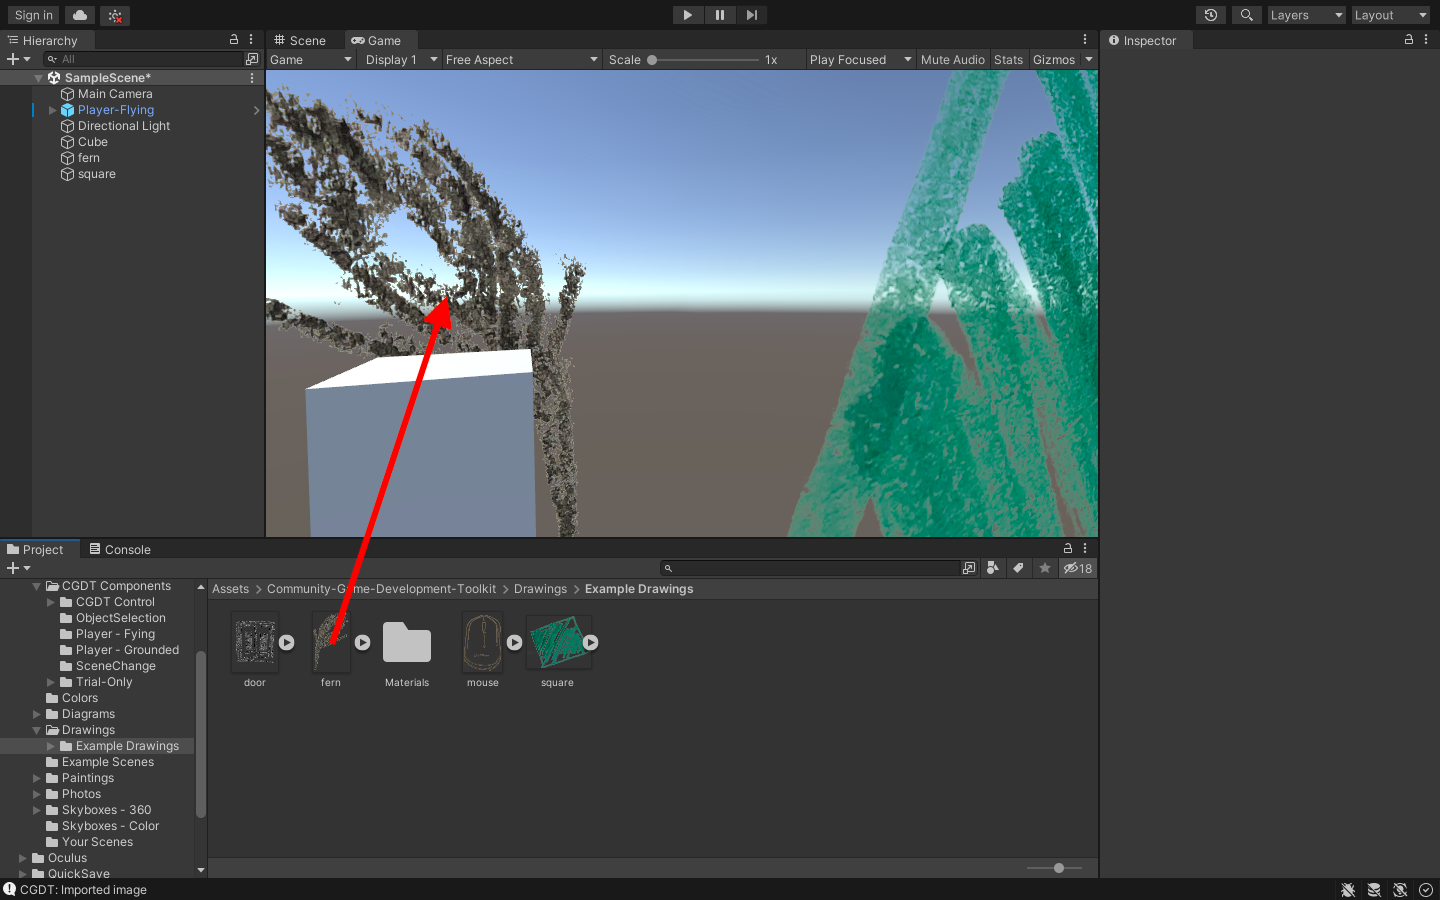 Sign in
Layers
Layout
Hierarchy
Scene
Game
Inspector
All
Game
Display 1
Free Aspect
Scale
1x
Play Focused
Mute Audio
Stats
Gizmos
SampleScene*
Main Camera
Player-Flying
Directional Light
Cube
fern
square
Project
Console
18
CGDT Components
CGDT Control
ObjectSelection
Player - Fying
Player - Grounded
SceneChange
Trial-Only
Colors
Diagrams
Drawings
Example Drawings
Example Scenes
Paintings
Photos
Skyboxes - 360
Skyboxes - Color
Your Scenes
Oculus
QuickSave
Assets > Community-Game-Development-Toolkit > Drawings > Example Drawings
door
fern
Materials
mouse
square
CGDT: Imported image